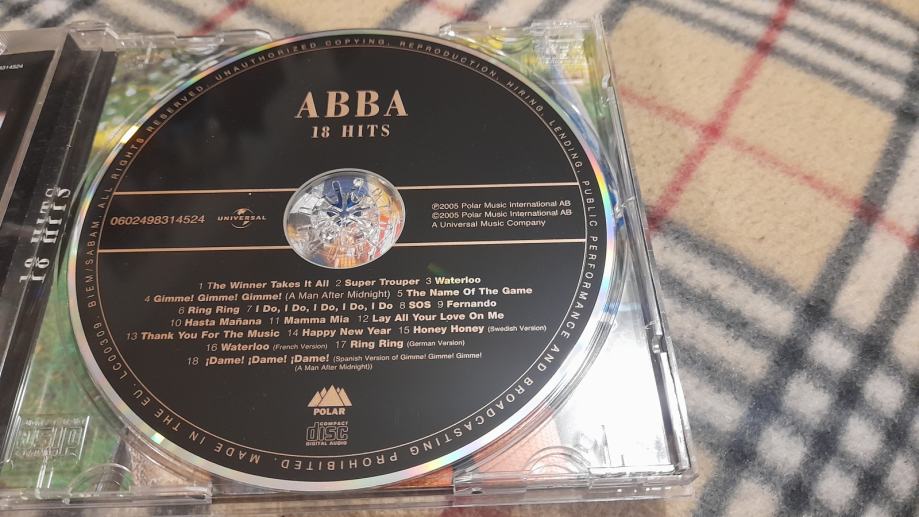 ABBA
18 HITS
0602498314524
UNIVERSAL
℗2005 Polar Music International AB
©2005 Polar Music International AB
A Universal Music Company
1 The Winner Takes It All 2 Super Trouper 3 Waterloo
4 Gimme! Gimme! Gimme! (A Man After Midnight) 5 The Name Of The Game
6 Ring Ring 7 I Do, I Do, I Do, I Do, I Do 8 SOS 9 Fernando
10 Hasta Mañana 11 Mamma Mia 12 Lay All Your Love On Me
13 Thank You For The Music 14 Happy New Year 15 Honey Honey (Swedish Version)
16 Waterloo (French Version) 17 Ring Ring (German Version)
18 ¡Dame! ¡Dame! ¡Dame! (Spanish Version of Gimme! Gimme! Gimme!
(A Man After Midnight))
POLAR
COMPACT
disc
DIGITAL AUDIO
MADE IN THE EU. LC00309 BIEM/SABAM, ALL RIGHTS RESERVED. UNAUTHORIZED COPYING, REPRODUCTION, HIRING, LENDING, PUBLIC PERFORMANCE AND BROADCASTING PROHIBITED.
18 HITS